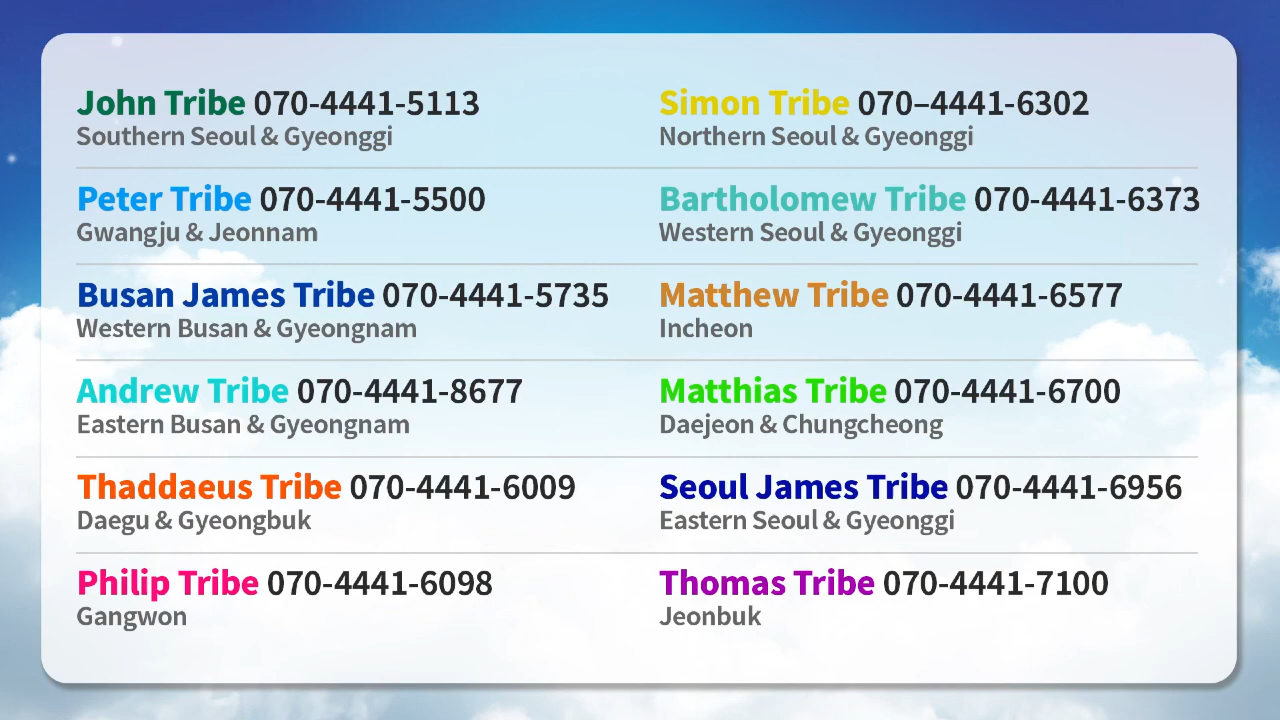 John Tribe 070-4441-5113
Southern Seoul & Gyeonggi
Peter Tribe 070-4441-5500
Gwangju & Jeonnam
Busan James Tribe 070-4441-5735
Western Busan & Gyeongnam
Andrew Tribe 070-4441-8677
Eastern Busan & Gyeongnam
Thaddaeus Tribe 070-4441-6009
Daegu & Gyeongbuk
Philip Tribe 070-4441-6098
Gangwon
Simon Tribe 070–4441-6302
Northern Seoul & Gyeonggi
Bartholomew Tribe 070-4441-6373
Western Seoul & Gyeonggi
Matthew Tribe 070-4441-6577
Incheon
Matthias Tribe 070-4441-6700
Daejeon & Chungcheong
Seoul James Tribe 070-4441-6956
Eastern Seoul & Gyeonggi
Thomas Tribe 070-4441-7100
Jeonbuk